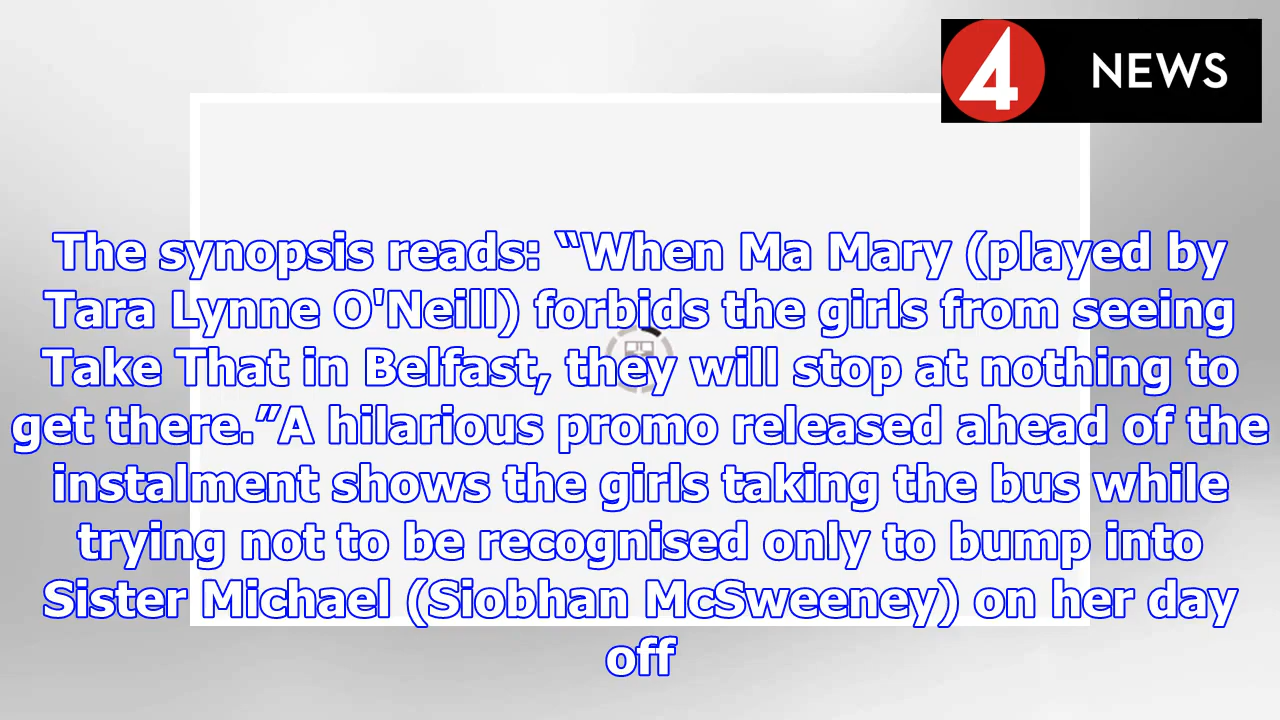 4 NEWS
The synopsis reads: “When Ma Mary (played by
Tara Lynne O'Neill) forbids the girls from seeing
Take That in Belfast, they will stop at nothing to
get there.”A hilarious promo released ahead of the
instalment shows the girls taking the bus while
trying not to be recognised only to bump into
Sister Michael (Siobhan McSweeney) on her day
off